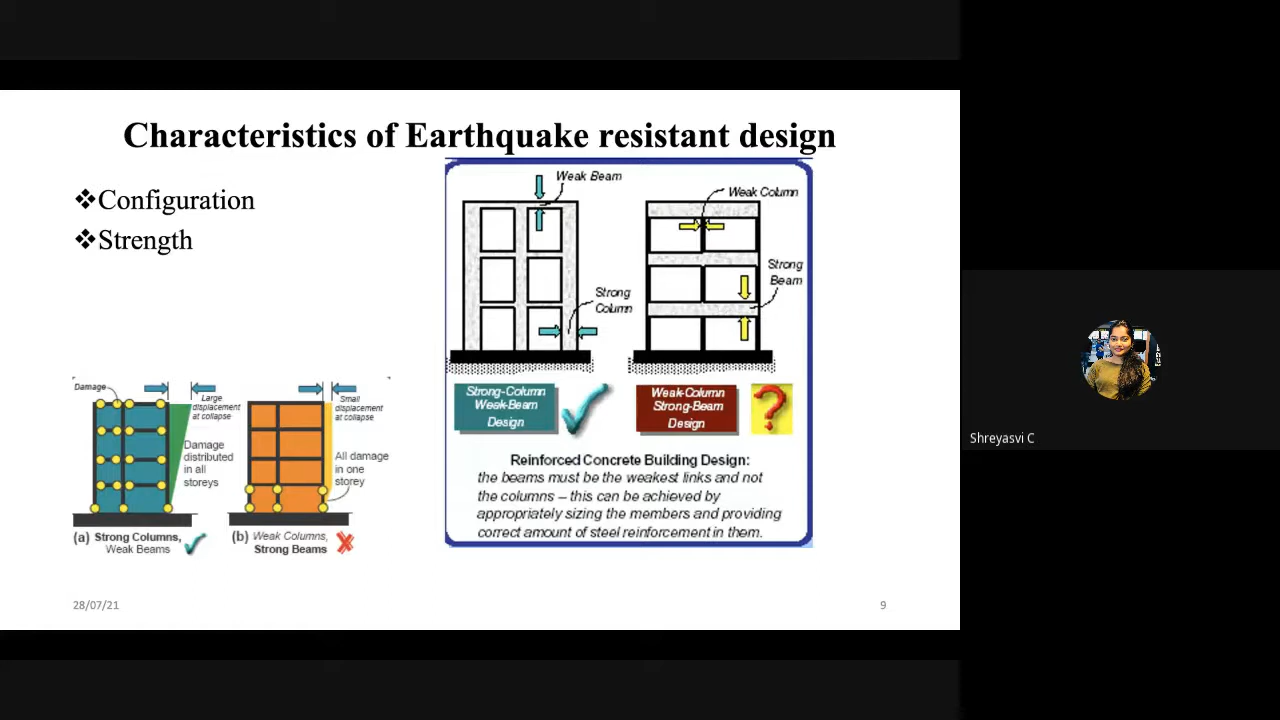 Characteristics of Earthquake resistant design
❖Configuration
❖Strength
Weak Beam
Strong
Column
Weak Column
Strong
Beam
Strong-Column
Weak-Beam
Design
Weak-Column
Strong-Beam
Design
?
Reinforced Concrete Building Design:
the beams must be the weakest links and not
the columns – this can be achieved by
appropriately sizing the members and providing
correct amount of steel reinforcement in them.
Damage
Large
displacement
at collapse
Damage
distributed
in all
storeys
(a) Strong Columns,
Weak Beams
Small
displacement
at collapse
All damage
in one
storey
(b) Weak Columns,
Strong Beams
28/07/21
9
Shreyasvi C